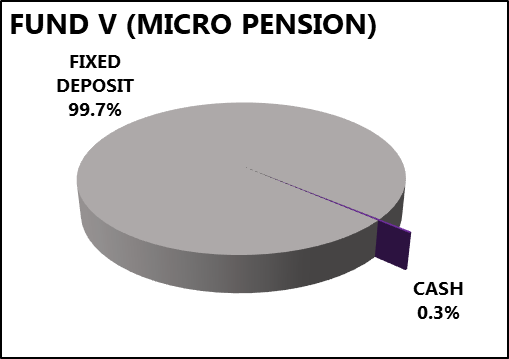 FUND V (MICRO PENSION)
FIXED
DEPOSIT
99.7%
CASH
0.3%